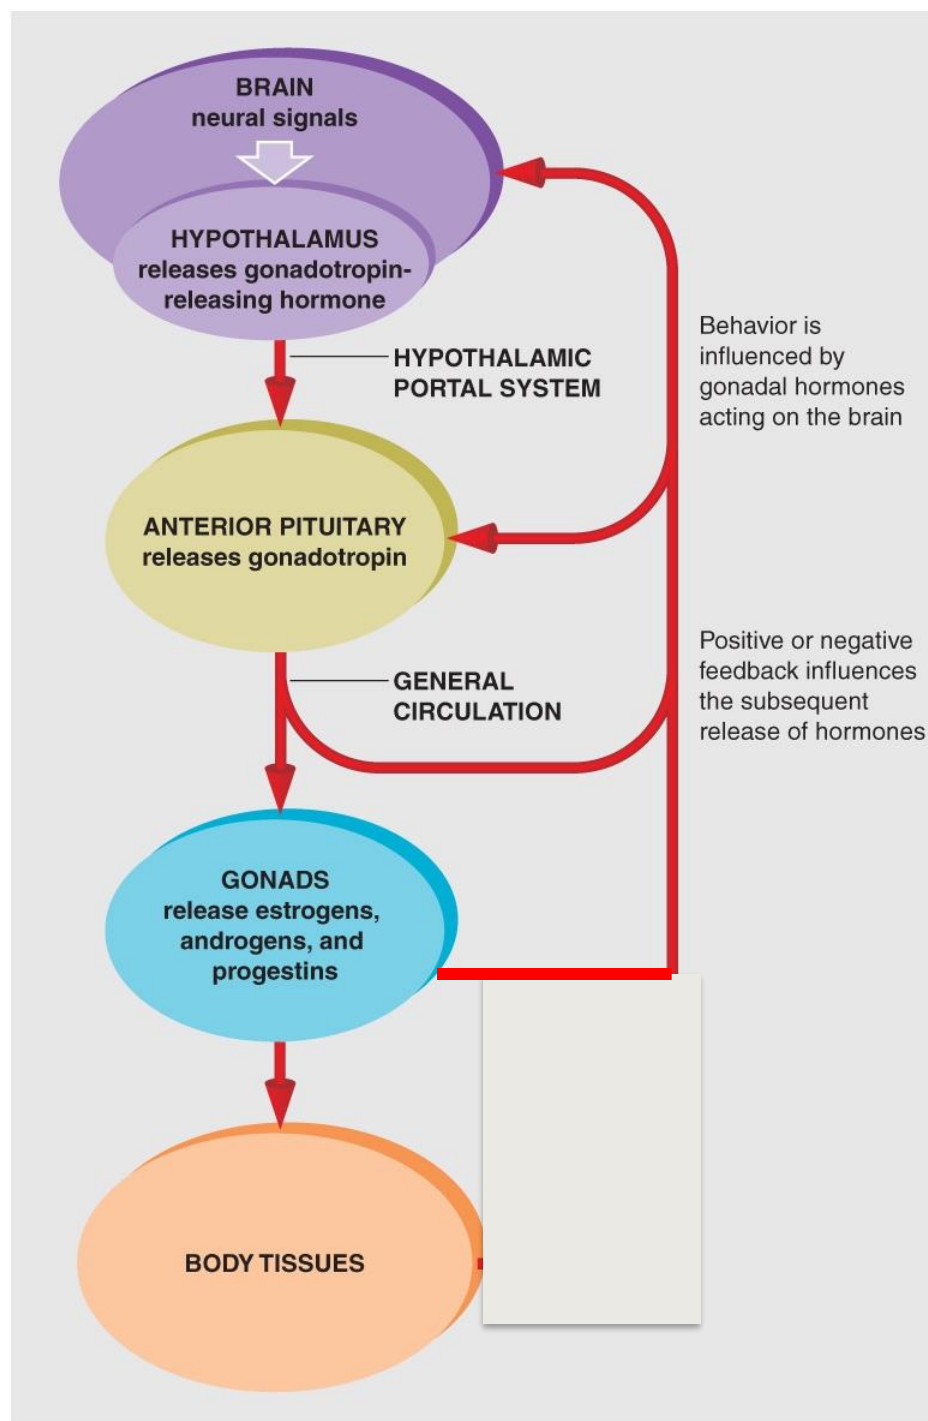 BRAIN
neural signals
HYPOTHALAMUS
releases gonadotropin-
releasing hormone
HYPOTHALAMIC
PORTAL SYSTEM
Behavior is
influenced by
gonadal hormones
acting on the brain
ANTERIOR PITUITARY
releases gonadotropin
GENERAL
CIRCULATION
Positive or negative
feedback influences
the subsequent
release of hormones
GONADS
release estrogens,
androgens, and
progestins
BODY TISSUES